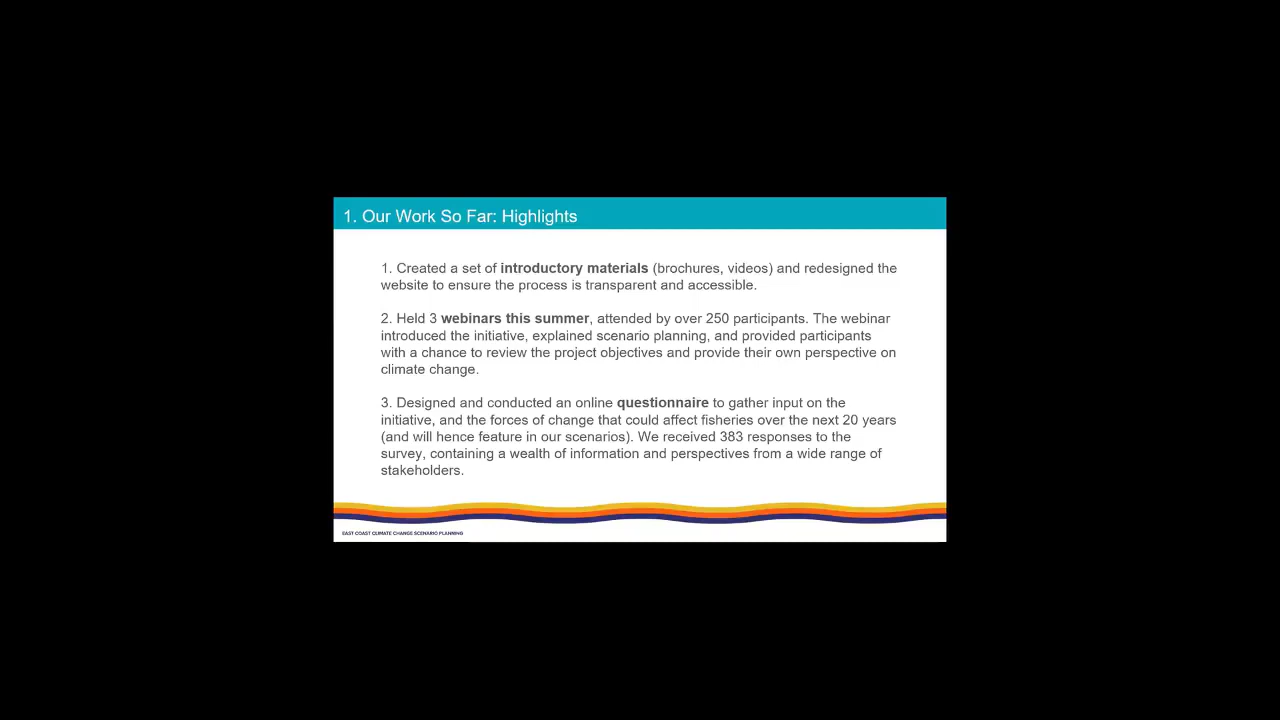 1. Our Work So Far: Highlights
1. Created a set of introductory materials (brochures, videos) and redesigned the
website to ensure the process is transparent and accessible.
2. Held 3 webinars this summer, attended by over 250 participants. The webinar
introduced the initiative, explained scenario planning, and provided participants
with a chance to review the project objectives and provide their own perspective on
climate change.
3. Designed and conducted an online questionnaire to gather input on the
initiative, and the forces of change that could affect fisheries over the next 20 years
(and will hence feature in our scenarios). We received 383 responses to the
survey, containing a wealth of information and perspectives from a wide range of
stakeholders.
EAST COAST CLIMATE CHANGE SCENARIO PLANNING